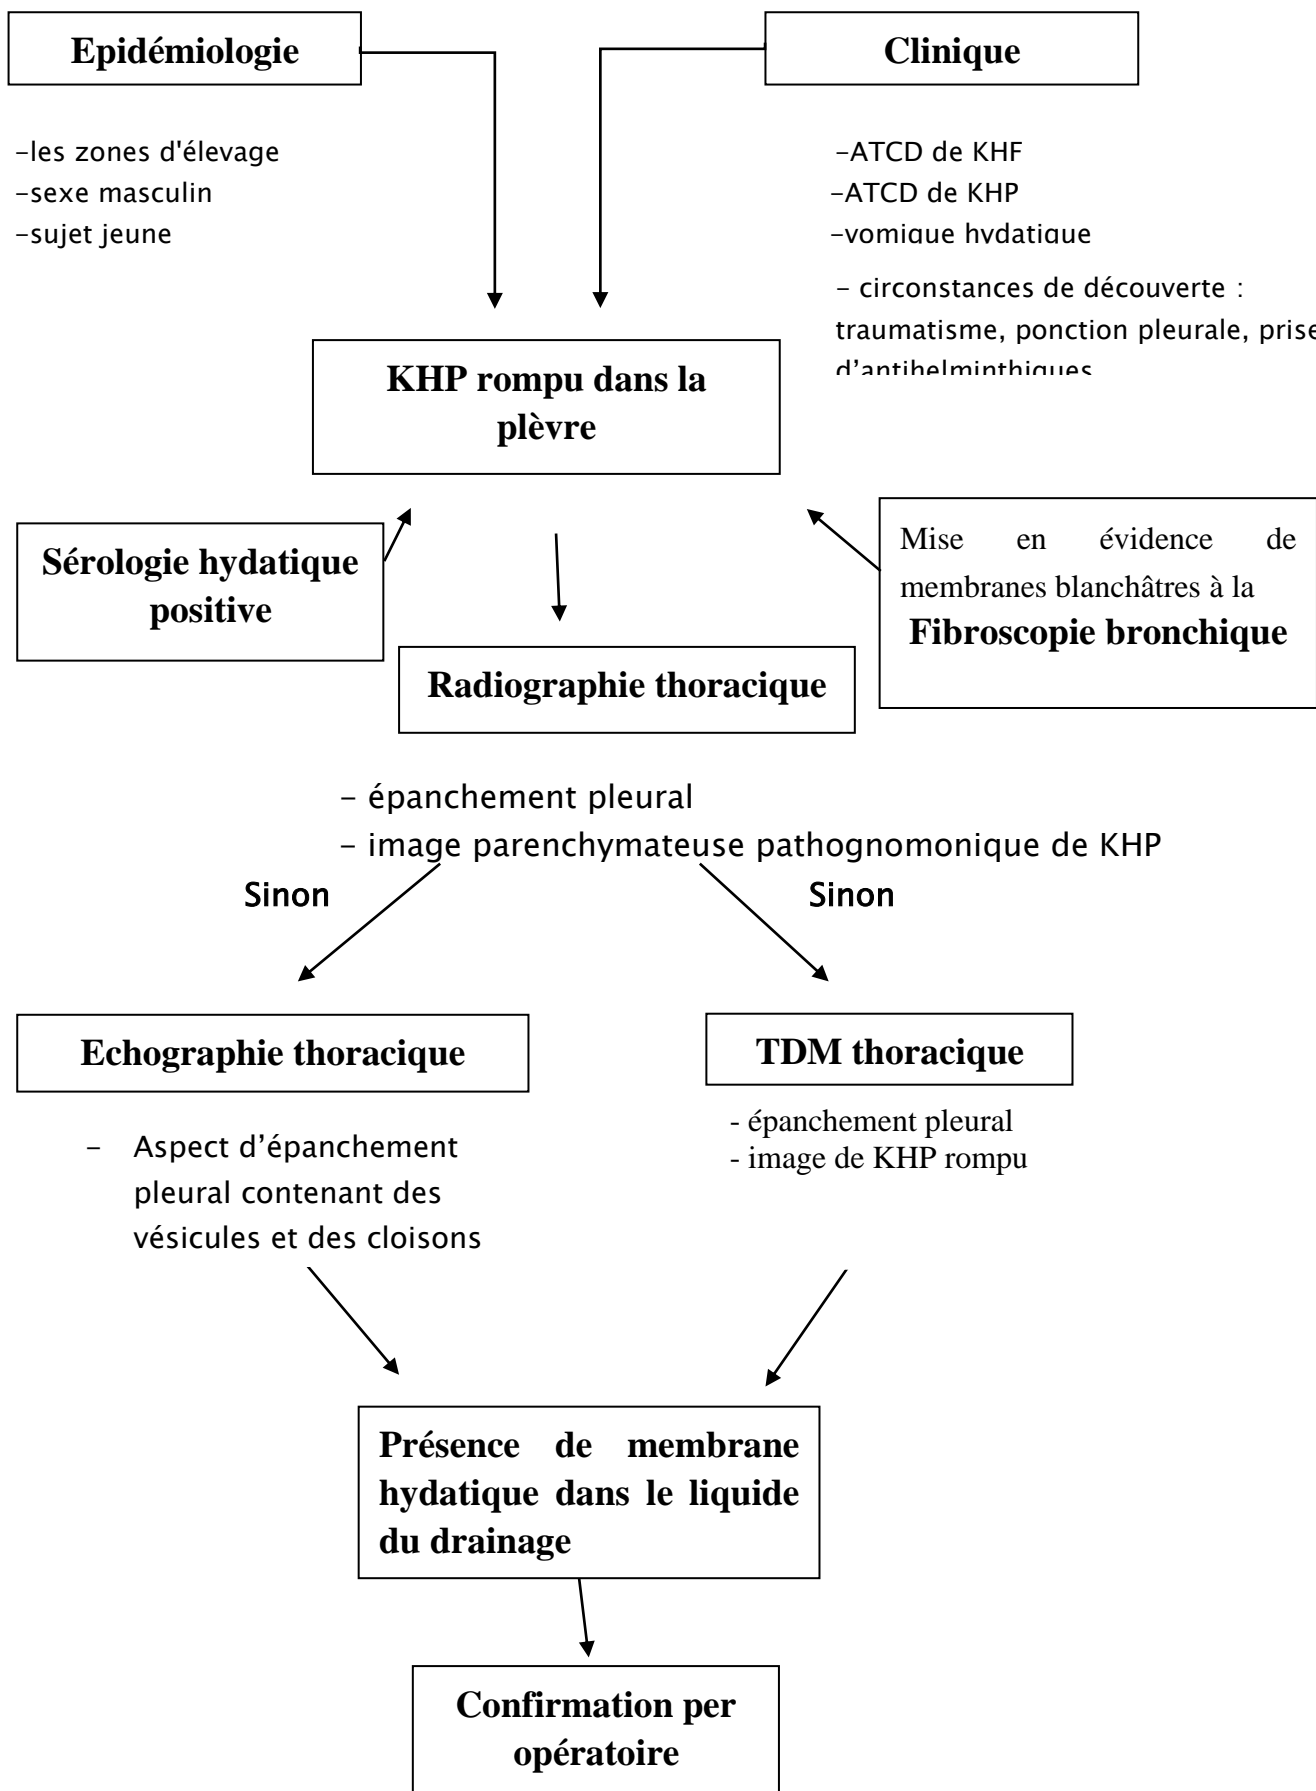 Epidémiologie
Clinique
-les zones d'élevage
-sexe masculin
-sujet jeune
-ATCD de KHF
-ATCD de KHP
-vomique hydatique
- circonstances de découverte :
traumatisme, ponction pleurale, prise
d'antihelminthiques
KHP rompu dans la
plèvre
Sérologie hydatique
positive
Mise en évidence de
membranes blanchâtres à la
Fibroscopie bronchique
Radiographie thoracique
- épanchement pleural
- image parenchymateuse pathognomonique de KHP
Sinon
Sinon
Echographie thoracique
TDM thoracique
- Aspect d’épanchement
pleural contenant des
vésicules et des cloisons
- épanchement pleural
- image de KHP rompu
Présence de membrane
hydatique dans le liquide
du drainage
Confirmation per
opératoire